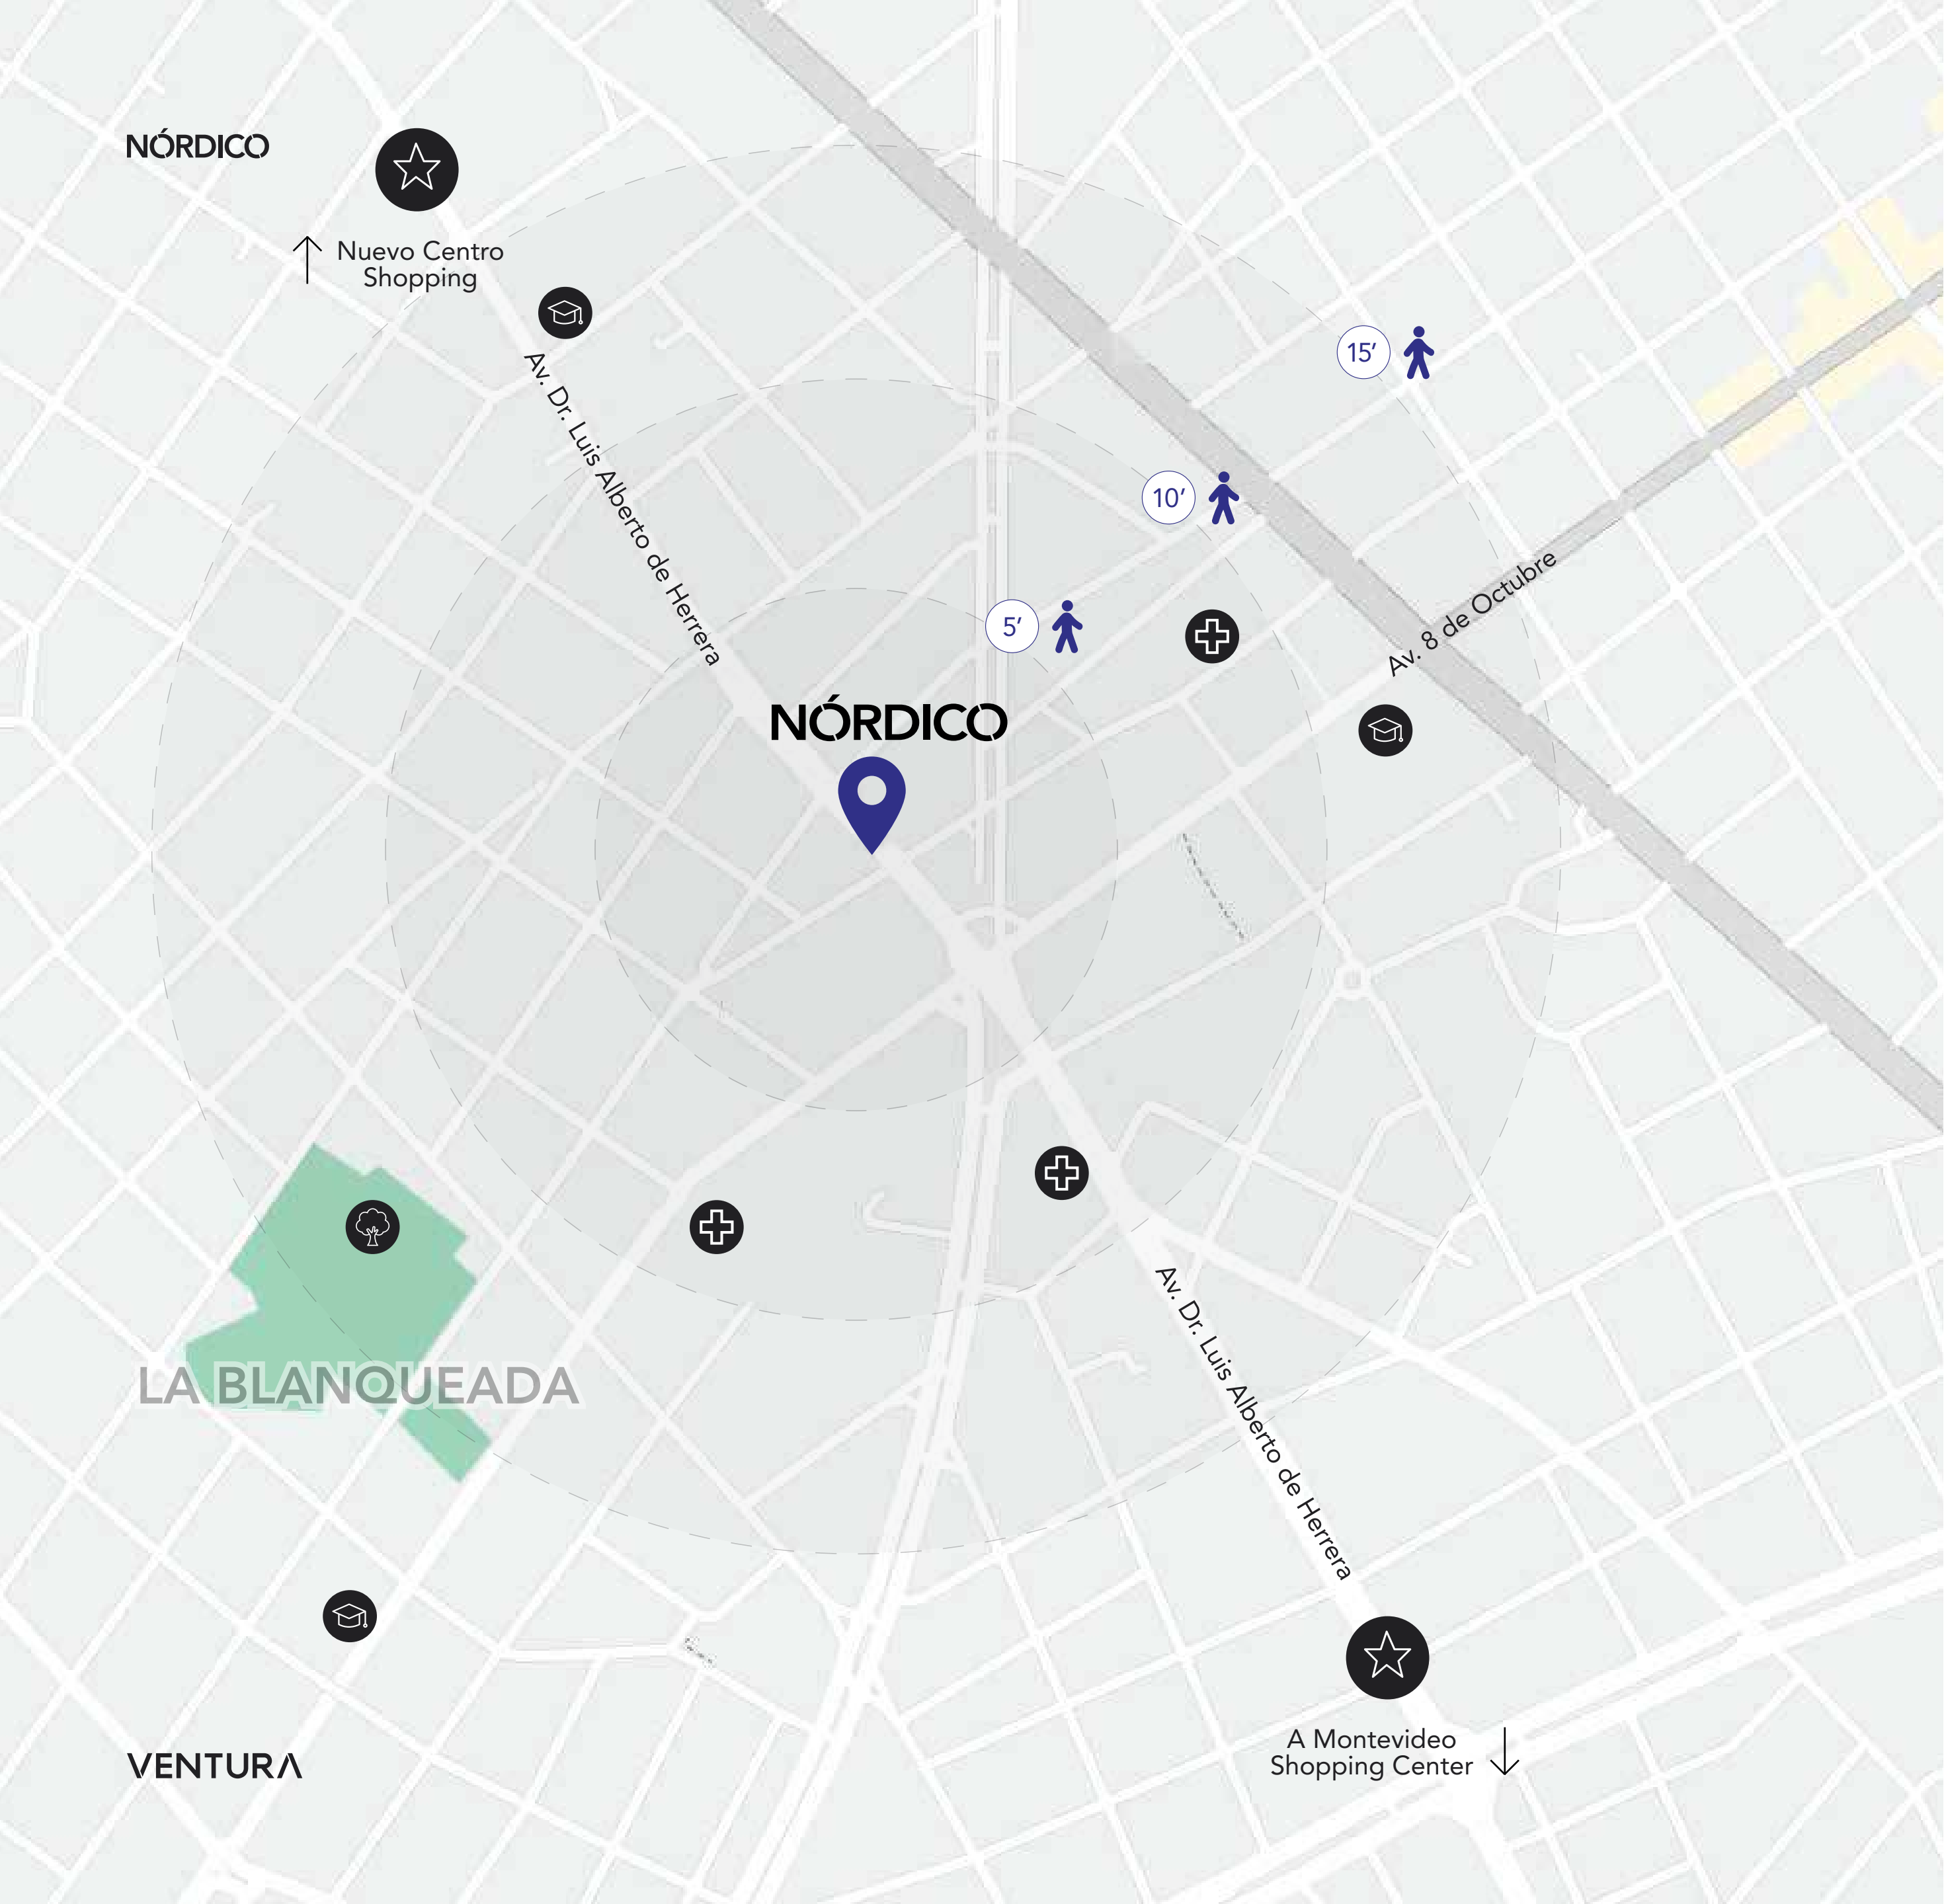 NÓRDICO
Nuevo Centro
Shopping
Av. Dr. Luis Alberto de Herrera
15’
10’
5’
Av. 8 de Octubre
NÓRDICO
LA BLANQUEADA
Av. Dr. Luis Alberto de Herrera
A Montevideo
Shopping Center
VENTURA